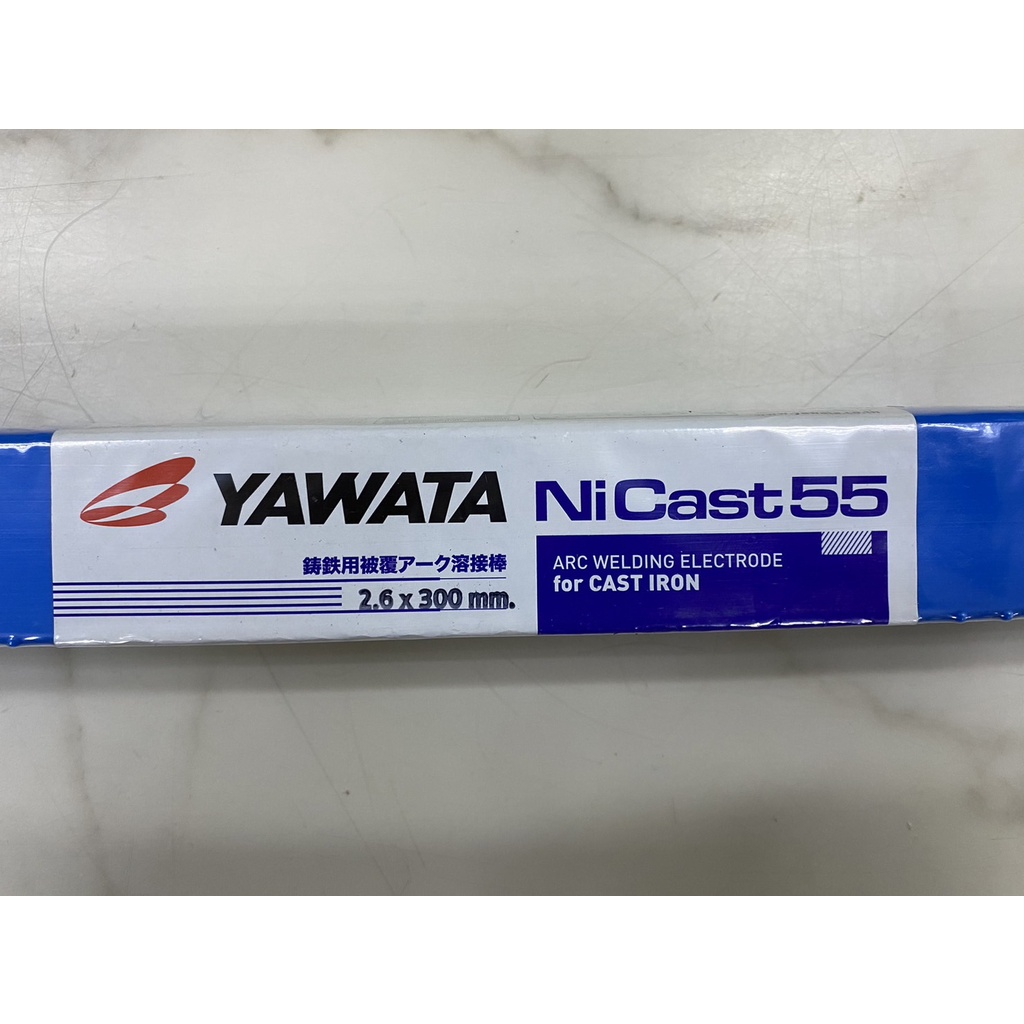 YAWATA
鋳鉄用被覆アーク溶接棒
2.6 x 300 mm.
NiCast55
ARC WELDING ELECTRODE
for CAST IRON